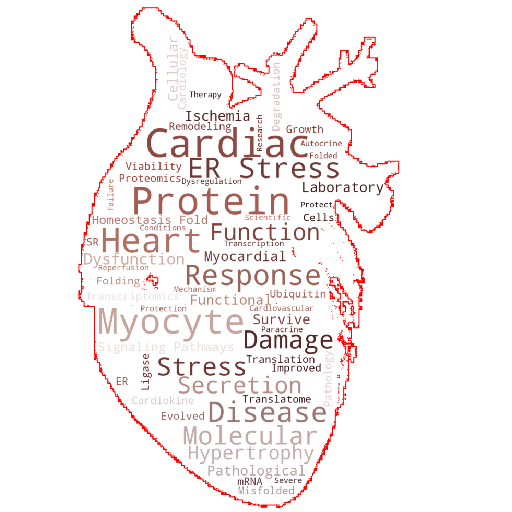 Cellular
Cardiology
Degradation
Therapy
Ischemia
Remodeling
Research
Growth
Cardiac
Autocrine
Folded
Viability
ER Stress
Proteomics
Dysregulation
Laboratory
Failure
Protein
Protect
Homeostasis Fold
Scientific
Cells
Conditions
Function
SR
Heart
Transcription
Dysfunction
Myocardial
Reperfusion
Response
Folding
Mechanism
Transcriptomics
Functional
Ubiquitin
Protection
Cardiovascular
Myocyte
Survive
Paracrine
Damage
Signaling Pathways
Stress
Translation
Improved
Pathology
Ligase
ER
Secretion
Cardiokine
Translatome
Evolved
Disease
Molecular
Hypertrophy
Pathological
mRNA
Severe
Misfolded